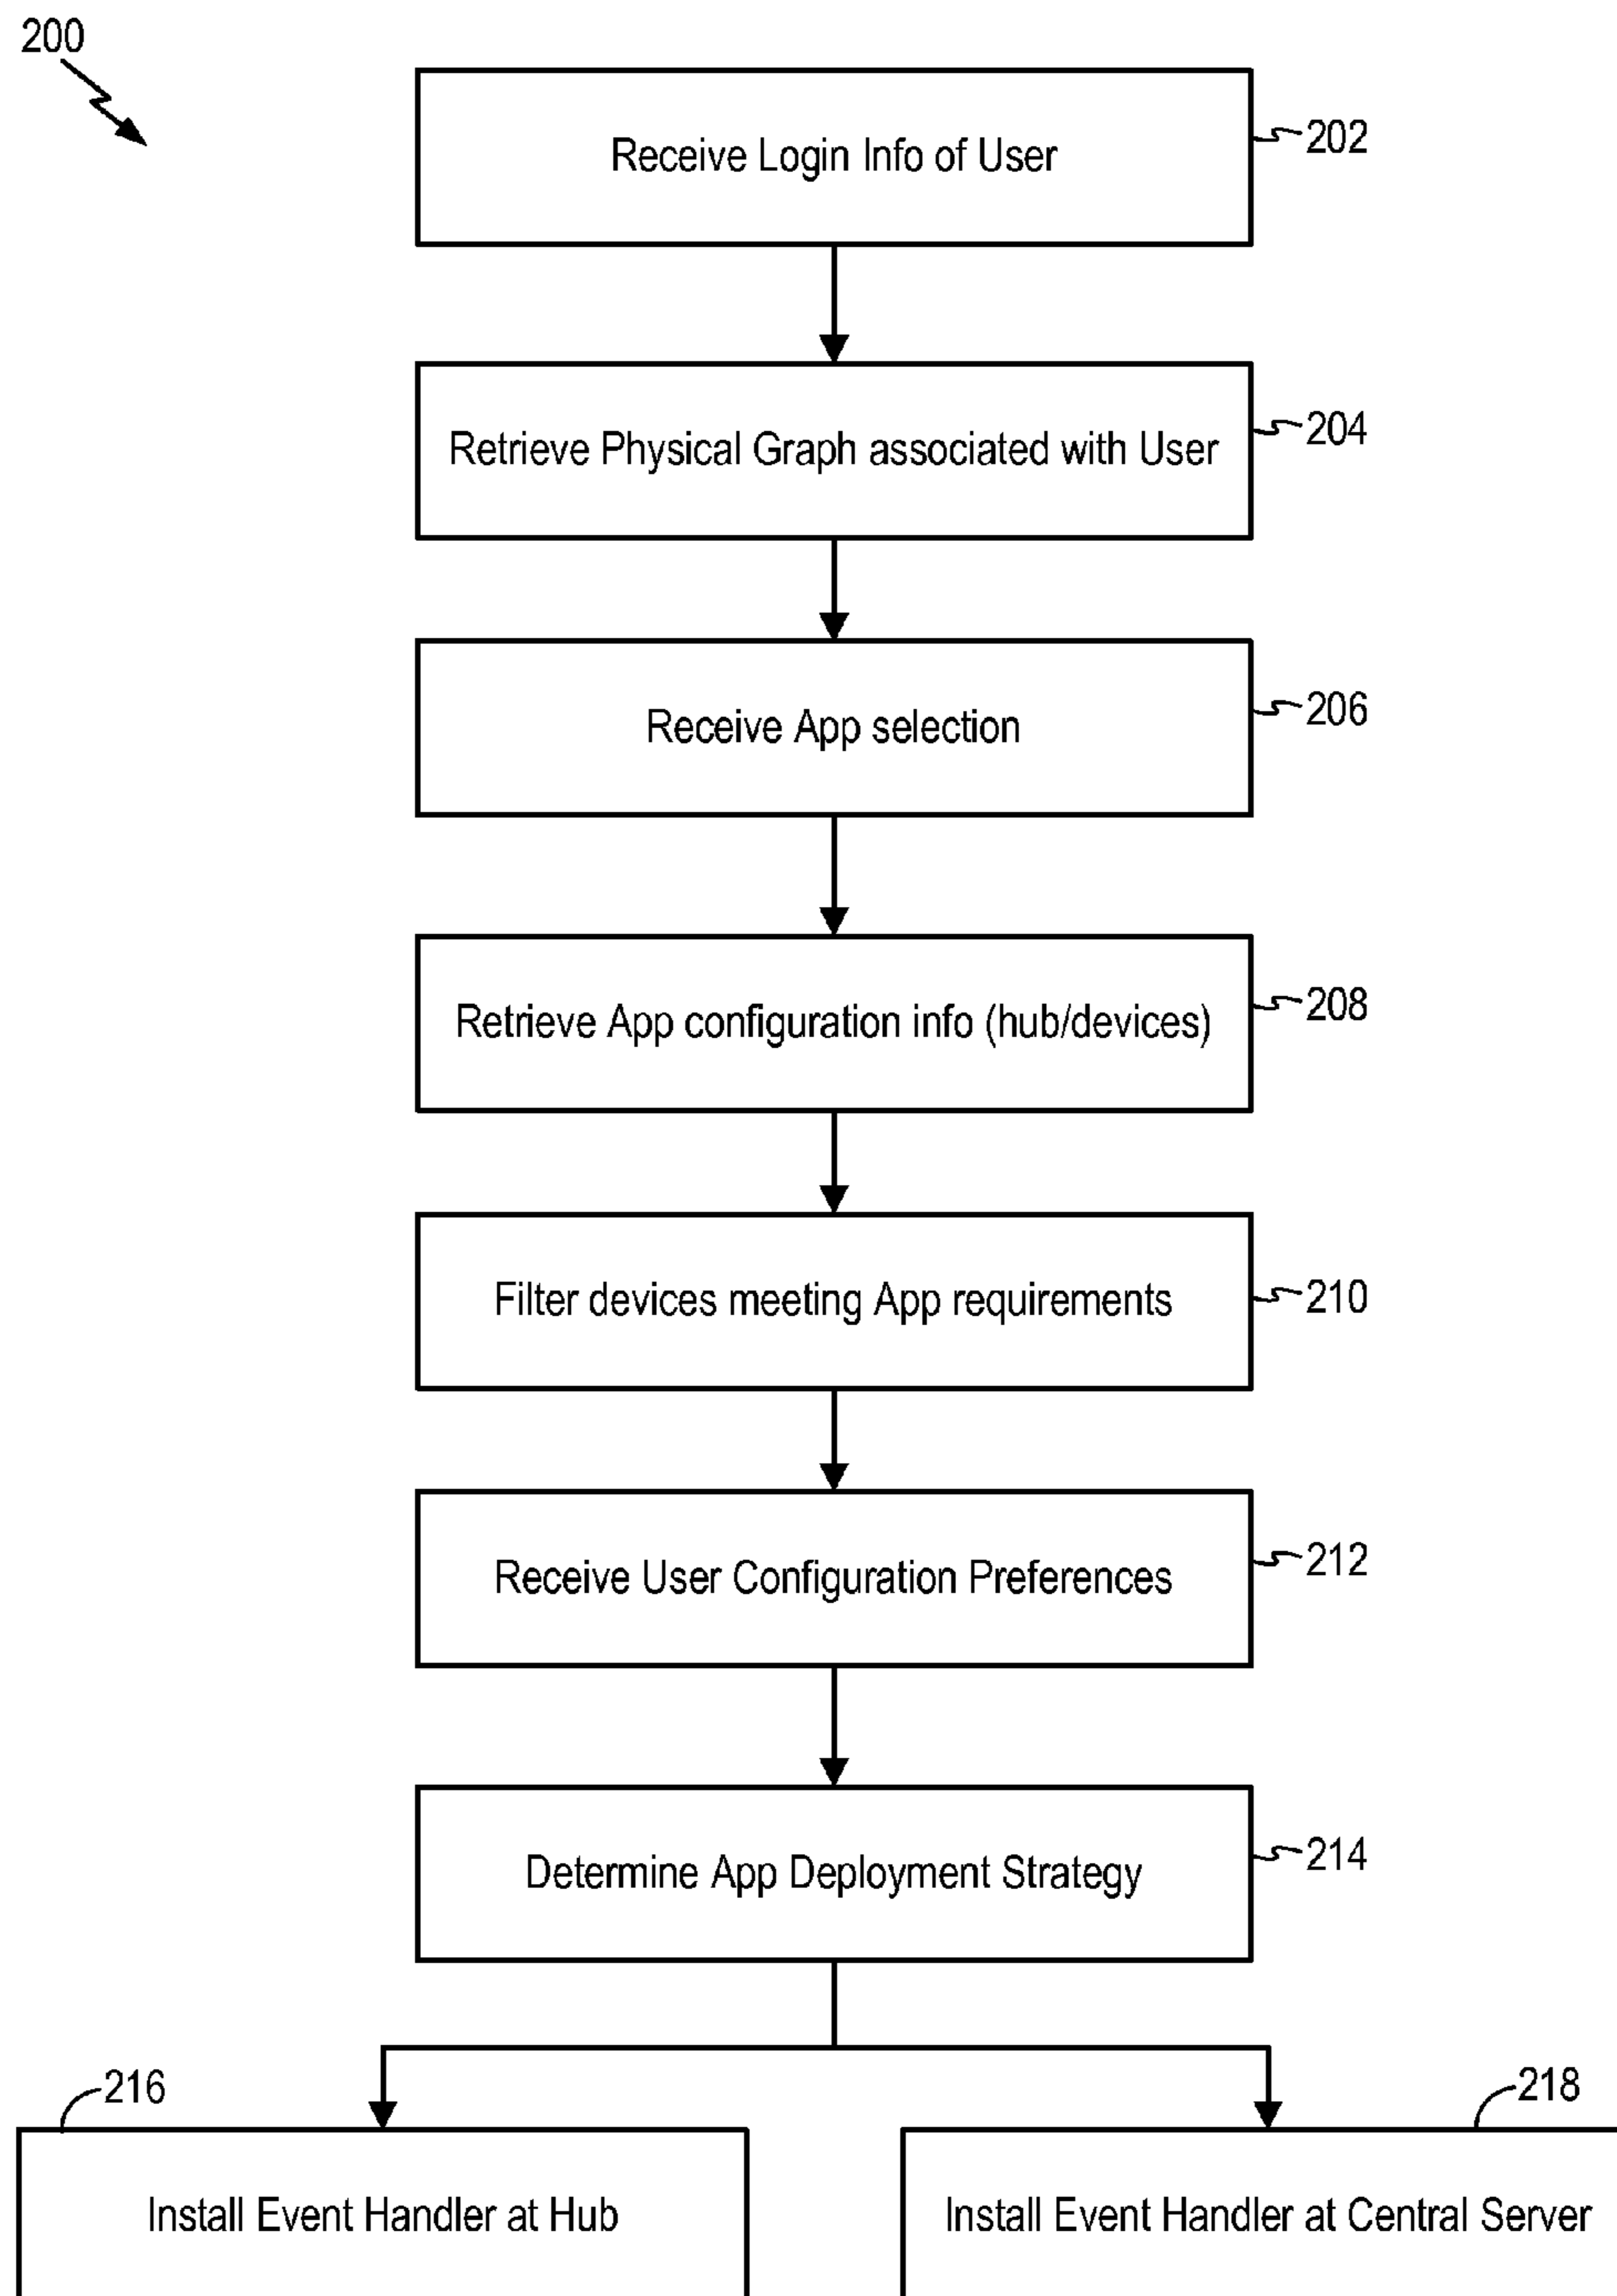 200
Receive Login Info of User
202
Retrieve Physical Graph associated with User
204
Receive App selection
206
Retrieve App configuration info (hub/devices)
208
Filter devices meeting App requirements
210
Receive User Configuration Preferences
212
Determine App Deployment Strategy
214
216
Install Event Handler at Hub
218
Install Event Handler at Central Server